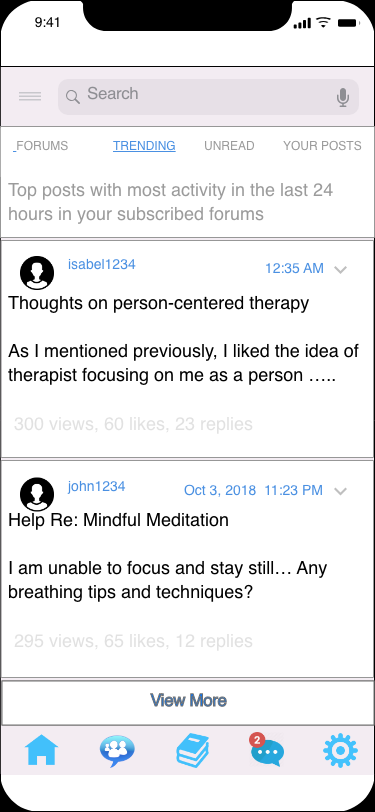 9:41
Search
FORUMS TRENDING UNREAD YOUR POSTS
Top posts with most activity in the last 24
hours in your subscribed forums
isabel1234 12:35 AM
Thoughts on person-centered therapy
As I mentioned previously, I liked the idea of
therapist focusing on me as a person …..
300 views, 60 likes, 23 replies
john1234 Oct 3, 2018 11:23 PM
Help Re: Mindful Meditation
I am unable to focus and stay still… Any
breathing tips and techniques?
295 views, 65 likes, 12 replies
View More
2